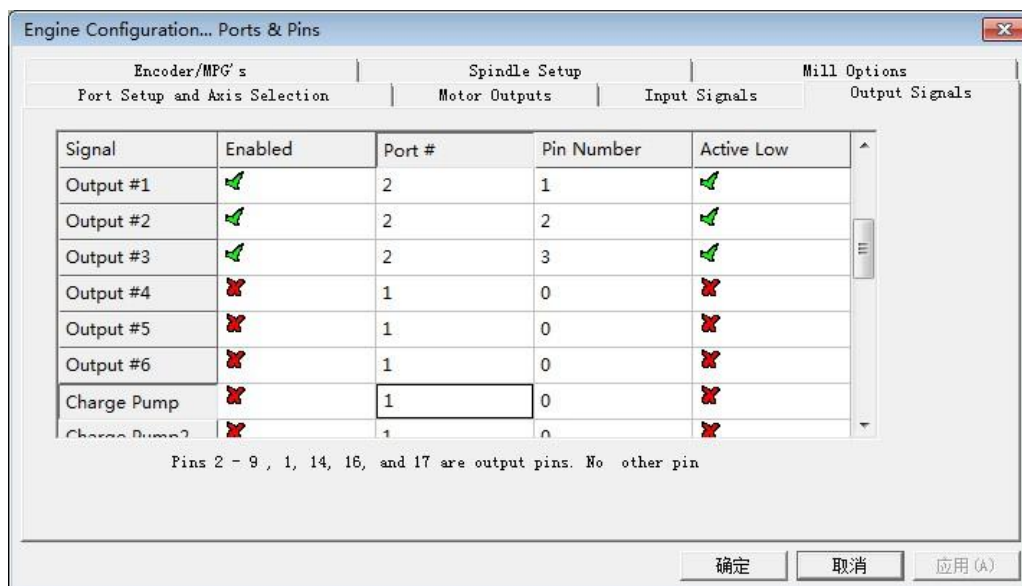 Engine Configuration... Ports & Pins
Encoder/MPG's Spindle Setup Mill Options
Port Setup and Axis Selection Motor Outputs Input Signals Output Signals
Signal Enabled Port # Pin Number Active Low
Output #1 2 1
Output #2 2 2
Output #3 2 3
Output #4 1 0
Output #5 1 0
Output #6 1 0
Charge Pump 1 0
Charge Pump2 1 0
Pins 2 - 9 , 1, 14, 16, and 17 are output pins. No other pin
确定 取消 应用(A)